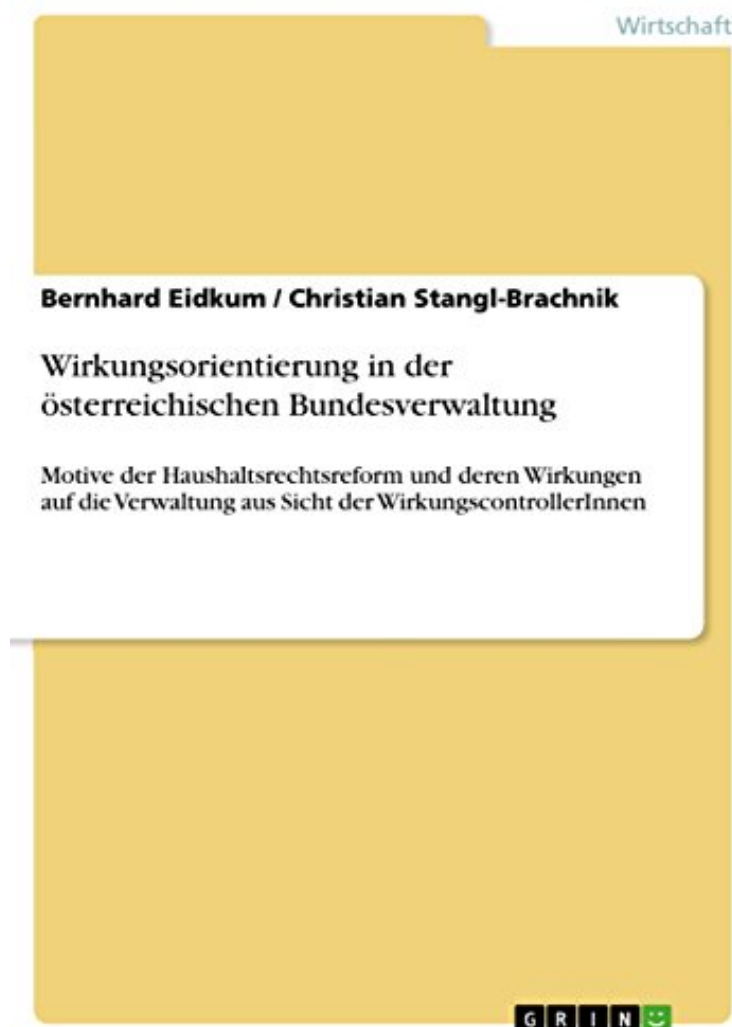 Wirtschaft
Bernhard Eidkum / Christian Stangl-Brachnik
Wirkungsorientierung in der
österreichischen Bundesverwaltung
Motive der Haushaltsrechtsreform und deren Wirkungen
auf die Verwaltung aus Sicht der WirkungscontrollerInnen
GRIN